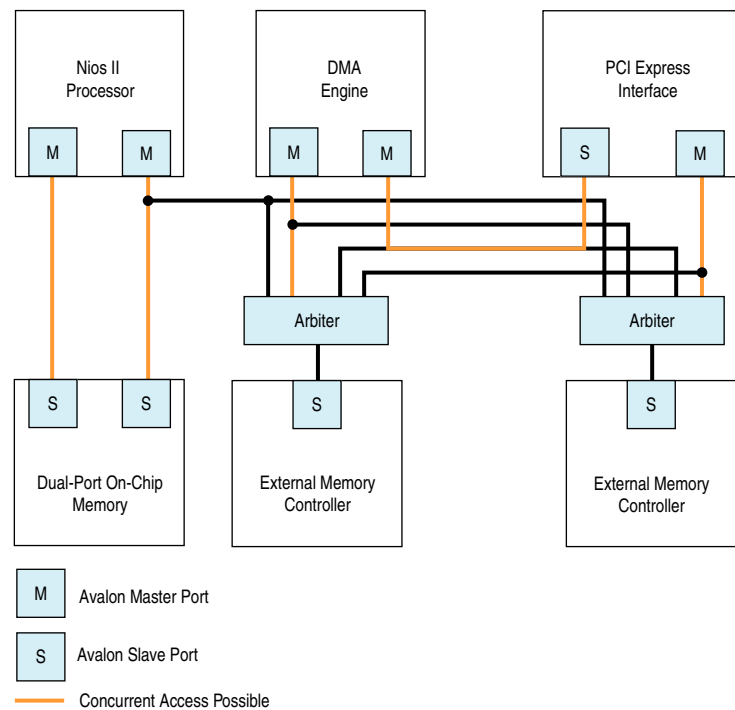 Nios II
Processor
DMA
Engine
PCI Express
Interface
M
M
M
M
S
M
Arbiter
Arbiter
S
S
S
S
Dual-Port On-Chip
Memory
External Memory
Controller
External Memory
Controller
M
Avalon Master Port
S
Avalon Slave Port
Concurrent Access Possible